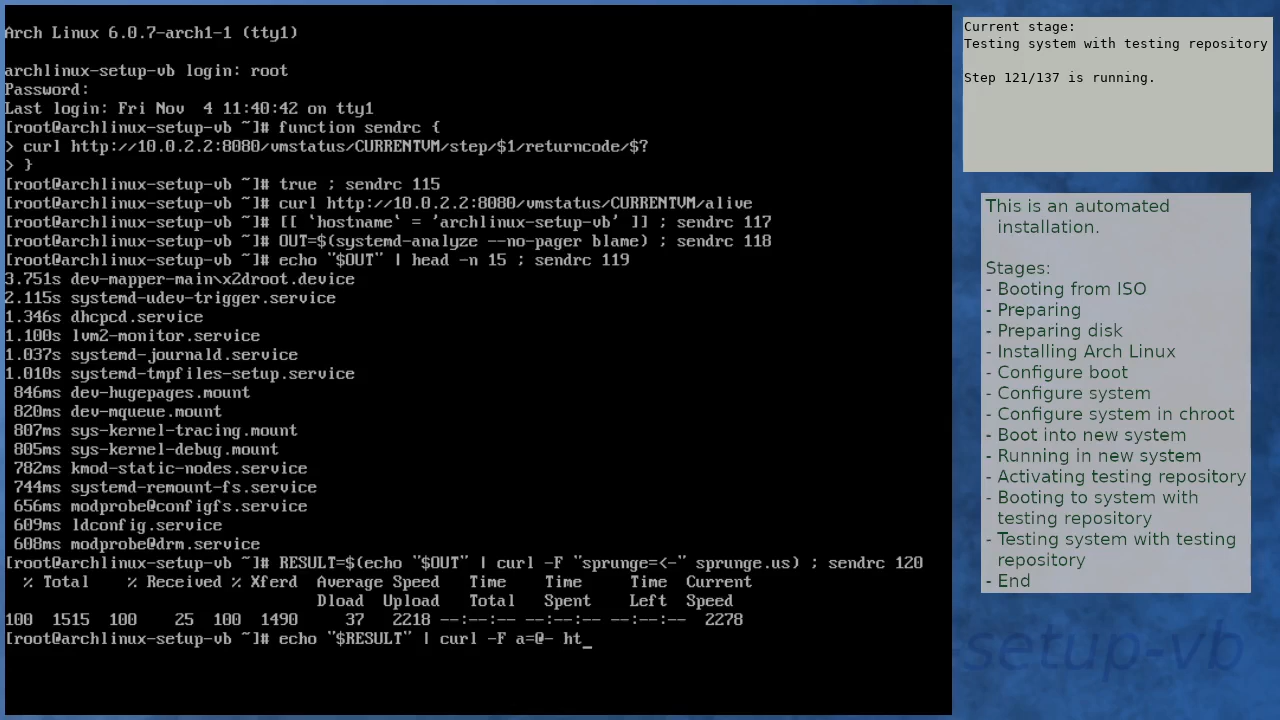 Arch Linux 6.0.7-arch1-1 (tty1)
archlinux-setup-vb login: root
Password:
Last login: Fri Nov  4 11:40:42 on tty1
[root@archlinux-setup-vb ~]# function sendrc {
> curl http://10.0.2.2:8080/vmstatus/CURRENTVM/step/$1/returncode/$?
> }
[root@archlinux-setup-vb ~]# true ; sendrc 115
[root@archlinux-setup-vb ~]# curl http://10.0.2.2:8080/vmstatus/CURRENTVM/alive
[root@archlinux-setup-vb ~]# [[ `hostname` = 'archlinux-setup-vb' ]] ; sendrc 117
[root@archlinux-setup-vb ~]# OUT=$(systemd-analyze --no-pager blame) ; sendrc 118
[root@archlinux-setup-vb ~]# echo "$OUT" | head -n 15 ; sendrc 119
3.751s dev-mapper-main\x2droot.device
2.115s systemd-udev-trigger.service
1.346s dhcpcd.service
1.100s lvm2-monitor.service
1.037s systemd-journald.service
1.010s systemd-tmpfiles-setup.service
 846ms dev-hugepages.mount
 820ms dev-mqueue.mount
 807ms sys-kernel-tracing.mount
 805ms sys-kernel-debug.mount
 782ms kmod-static-nodes.service
 744ms systemd-remount-fs.service
 656ms modprobe@configfs.service
 609ms ldconfig.service
 608ms modprobe@drm.service
[root@archlinux-setup-vb ~]# RESULT=$(echo "$OUT" | curl -F "sprunge=<-" sprunge.us) ; sendrc 120
  % Total    % Received % Xferd  Average Speed   Time    Time     Time  Current
                                 Dload  Upload   Total   Spent    Left  Speed
100  1515  100    25  100  1490     37   2218 --:--:-- --:--:-- --:--:--  2278
[root@archlinux-setup-vb ~]# echo "$RESULT" | curl -F a=@- ht_
Current stage:
Testing system with testing repository
Step 121/137 is running.
This is an automated
installation.
Stages:
- Booting from ISO
- Preparing
- Preparing disk
- Installing Arch Linux
- Configure boot
- Configure system
- Configure system in chroot
- Boot into new system
- Running in new system
- Activating testing repository
- Booting to system with
testing repository
- Testing system with testing
repository
- End
setup-vb